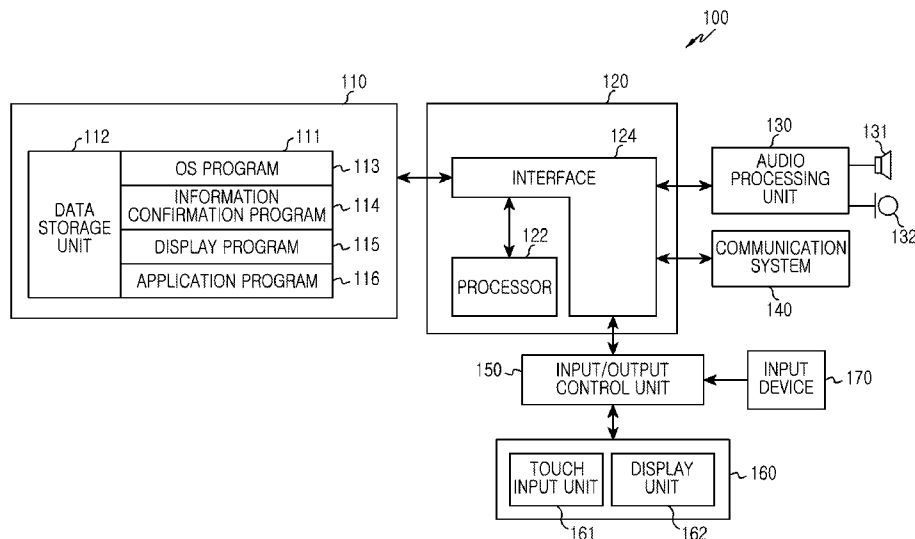 100
110
120
112
111
124
130
131
DATA
STORAGE
UNIT
OS PROGRAM
113
INFORMATION
CONFIRMATION PROGRAM
114
DISPLAY PROGRAM
115
APPLICATION PROGRAM
116
INTERFACE
122
PROCESSOR
AUDIO
PROCESSING
UNIT
132
COMMUNICATION
SYSTEM
140
150
INPUT/OUTPUT
CONTROL UNIT
INPUT
DEVICE
170
TOUCH
INPUT UNIT
DISPLAY
UNIT
160
161
162